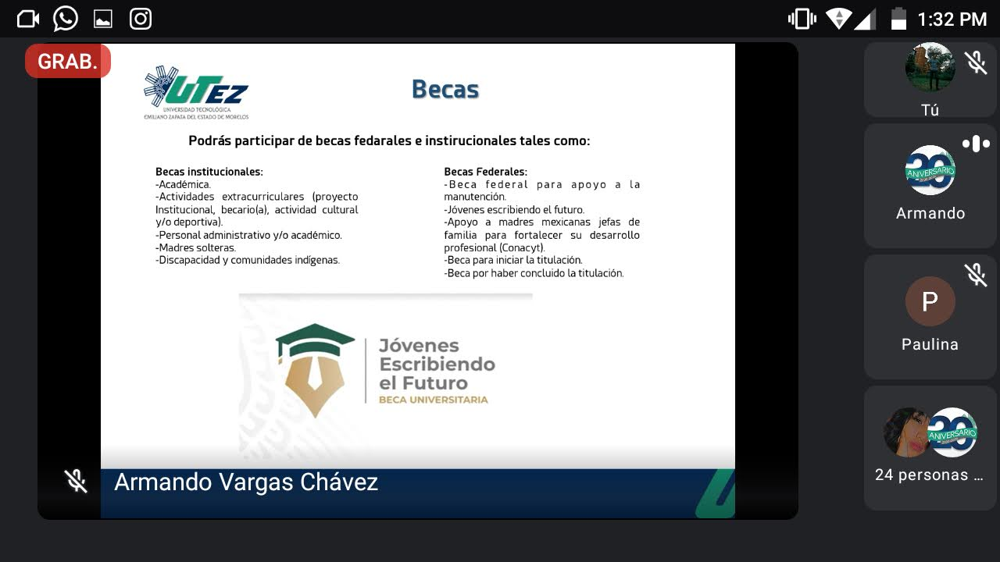 1:32 PM
GRAB.
UTEZ
UNIVERSIDAD TECNOLÓGICA
EMILIANO ZAPATA DEL ESTADO DE MORELOS
Becas
Podrás participar de becas fedarales e instirucionales tales como:
Becas institucionales:
-Académica.
-Actividades extracurriculares (proyecto
Institucional, becario(a), actividad cultural
y/o deportiva).
-Personal administrativo y/o académico.
-Madres solteras.
-Discapacidad y comunidades indígenas.
Becas Federales:
-Beca federal para apoyo a la
manutención.
-Jóvenes escribiendo el futuro.
-Apoyo a madres mexicanas jefas de
familia para fortalecer su desarrollo
profesional (Conacyt).
-Beca para iniciar la titulación.
-Beca por haber concluido la titulación.
Jóvenes
Escribiendo
el Futuro
BECA UNIVERSITARIA
Armando Vargas Chávez
Tú
20
ANIVERSARIO
Armando
P
Paulina
20
ANIVERSARIO
24 personas ...